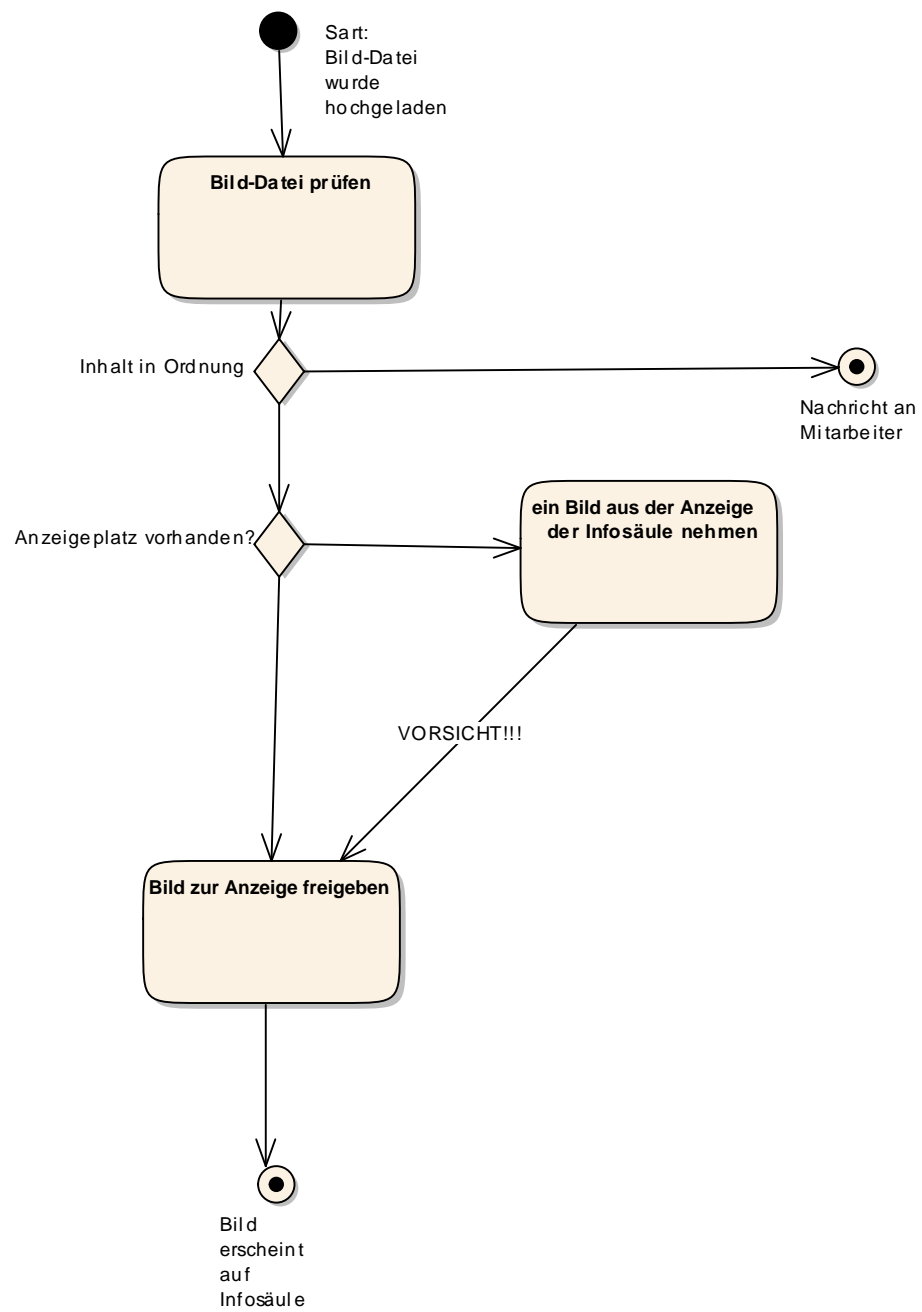 Sart:
Bild-Datei
wurde
hochgeladen
Bild-Datei prüfen
Inhalt in Ordnung
Nachricht an
Mitarbeiter
ein Bild aus der Anzeige
der Infosäule nehmen
Anzeigeplatz vorhanden?
VORSICHT!!!
Bild zur Anzeige freigeben
Bild
erscheint
auf
Infosäule